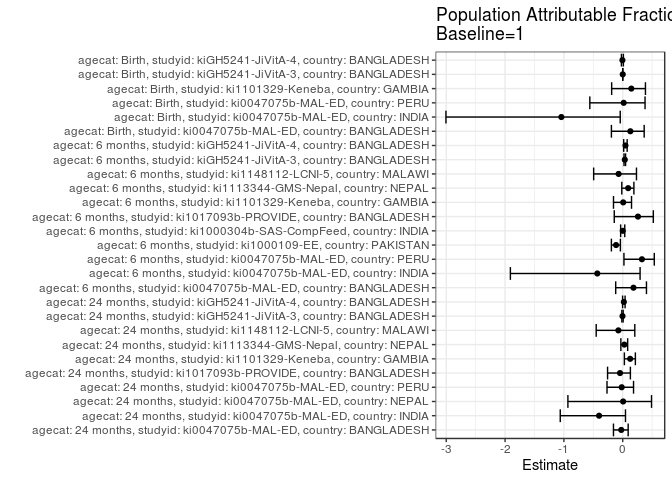 Population Attributable Fractic
Baseline=1
agecat: Birth, studyid: kiGH5241-JiVitA-4, country: BANGLADESH
agecat: Birth, studyid: kiGH5241-JiVitA-3, country: BANGLADESH
agecat: Birth, studyid: ki1101329-Keneba, country: GAMBIA
agecat: Birth, studyid: ki0047075b-MAL-ED, country: PERU
agecat: Birth, studyid: ki0047075b-MAL-ED, country: INDIA
agecat: Birth, studyid: ki0047075b-MAL-ED, country: BANGLADESH
agecat: 6 months, studyid: kiGH5241-JiVitA-4, country: BANGLADESH
agecat: 6 months, studyid: kiGH5241-JiVitA-3, country: BANGLADESH
agecat: 6 months, studyid: ki1148112-LCNI-5, country: MALAWI
agecat: 6 months, studyid: ki1113344-GMS-Nepal, country: NEPAL
agecat: 6 months, studyid: ki1101329-Keneba, country: GAMBIA
agecat: 6 months, studyid: ki1017093b-PROVIDE, country: BANGLADESH
agecat: 6 months, studyid: ki1000304b-SAS-CompFeed, country: INDIA
agecat: 6 months, studyid: ki1000109-EE, country: PAKISTAN
agecat: 6 months, studyid: ki0047075b-MAL-ED, country: PERU
agecat: 6 months, studyid: ki0047075b-MAL-ED, country: INDIA
agecat: 6 months, studyid: ki0047075b-MAL-ED, country: BANGLADESH
agecat: 24 months, studyid: kiGH5241-JiVitA-4, country: BANGLADESH
agecat: 24 months, studyid: kiGH5241-JiVitA-3, country: BANGLADESH
agecat: 24 months, studyid: ki1148112-LCNI-5, country: MALAWI
agecat: 24 months, studyid: ki1113344-GMS-Nepal, country: NEPAL
agecat: 24 months, studyid: ki1101329-Keneba, country: GAMBIA
agecat: 24 months, studyid: ki1017093b-PROVIDE, country: BANGLADESH
agecat: 24 months, studyid: ki0047075b-MAL-ED, country: PERU
agecat: 24 months, studyid: ki0047075b-MAL-ED, country: NEPAL
agecat: 24 months, studyid: ki0047075b-MAL-ED, country: INDIA
agecat: 24 months, studyid: ki0047075b-MAL-ED, country: BANGLADESH
-3 -2 -1 0
Estimate